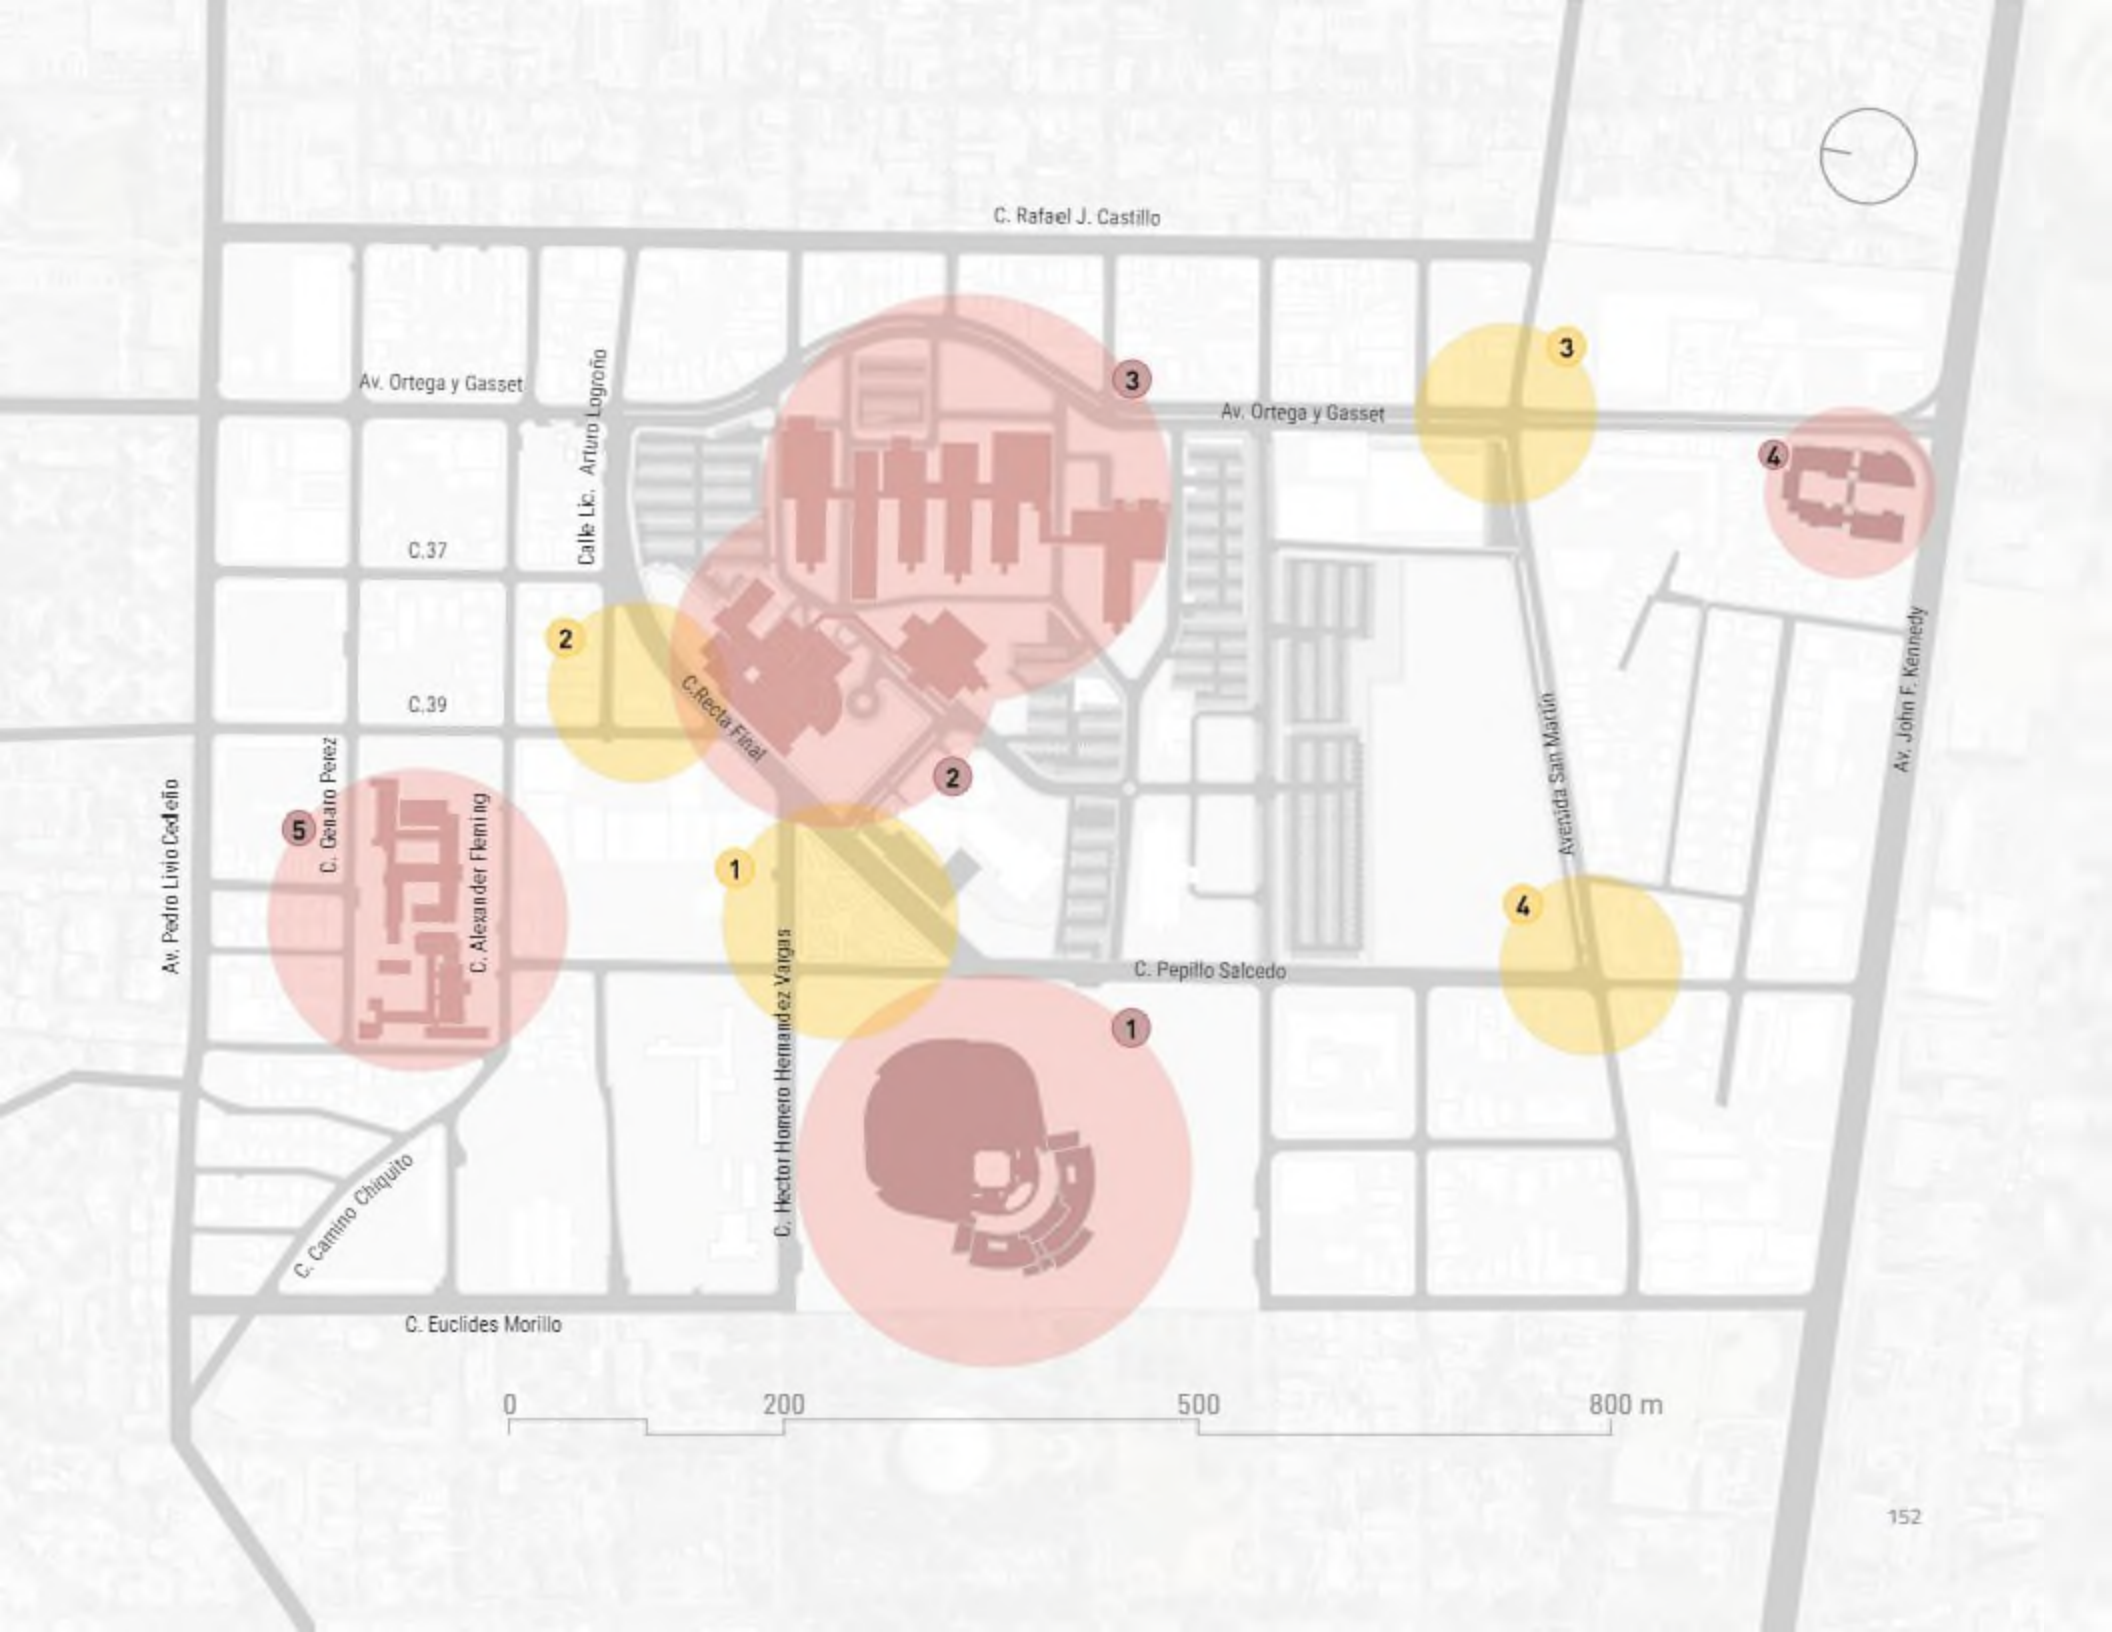 C. Rafael J. Castillo
3
3
Av. Ortega y Gasset
Calle Lic. Arturo Logroño
Av. Ortega y Gasset
4
C.37
2
C.Recta Final
C.39
2
Av. John F. Kennedy
Avenida San Martín
C. Genaro Perez
5
C. Alexander Fleming
Av. Pedro Livio Cedeño
1
4
C. Pepillo Salcedo
1
C. Hector Homero Hernandez Vargas
C. Camino Chiquito
C. Euclides Morillo
0 200 500 800 m
152